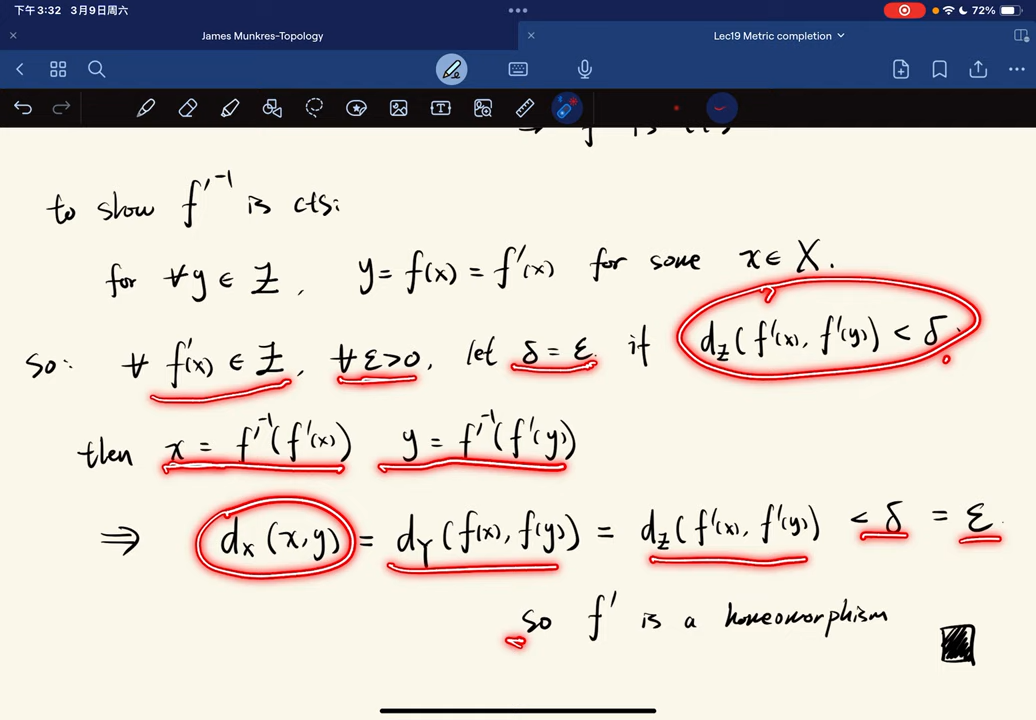 下午3:32 3月9日周六
72%
James Munkres-Topology
Lec19 Metric completion
to show f'⁻¹ is cts:
for ∀y ∈ Z, y = f(x) = f'(x) for some x ∈ X.
so: ∀ f'(x) ∈ Z, ∀ε>0, let δ = ε. if d_Z(f'(x), f'(y)) < δ.
then x = f'⁻¹(f'(x)) y = f'⁻¹(f'(y))
⇒ d_X(x,y) = d_Y(f(x), f(y)) = d_Z(f'(x), f'(y)) < δ = ε
so f' is a homeomorphism